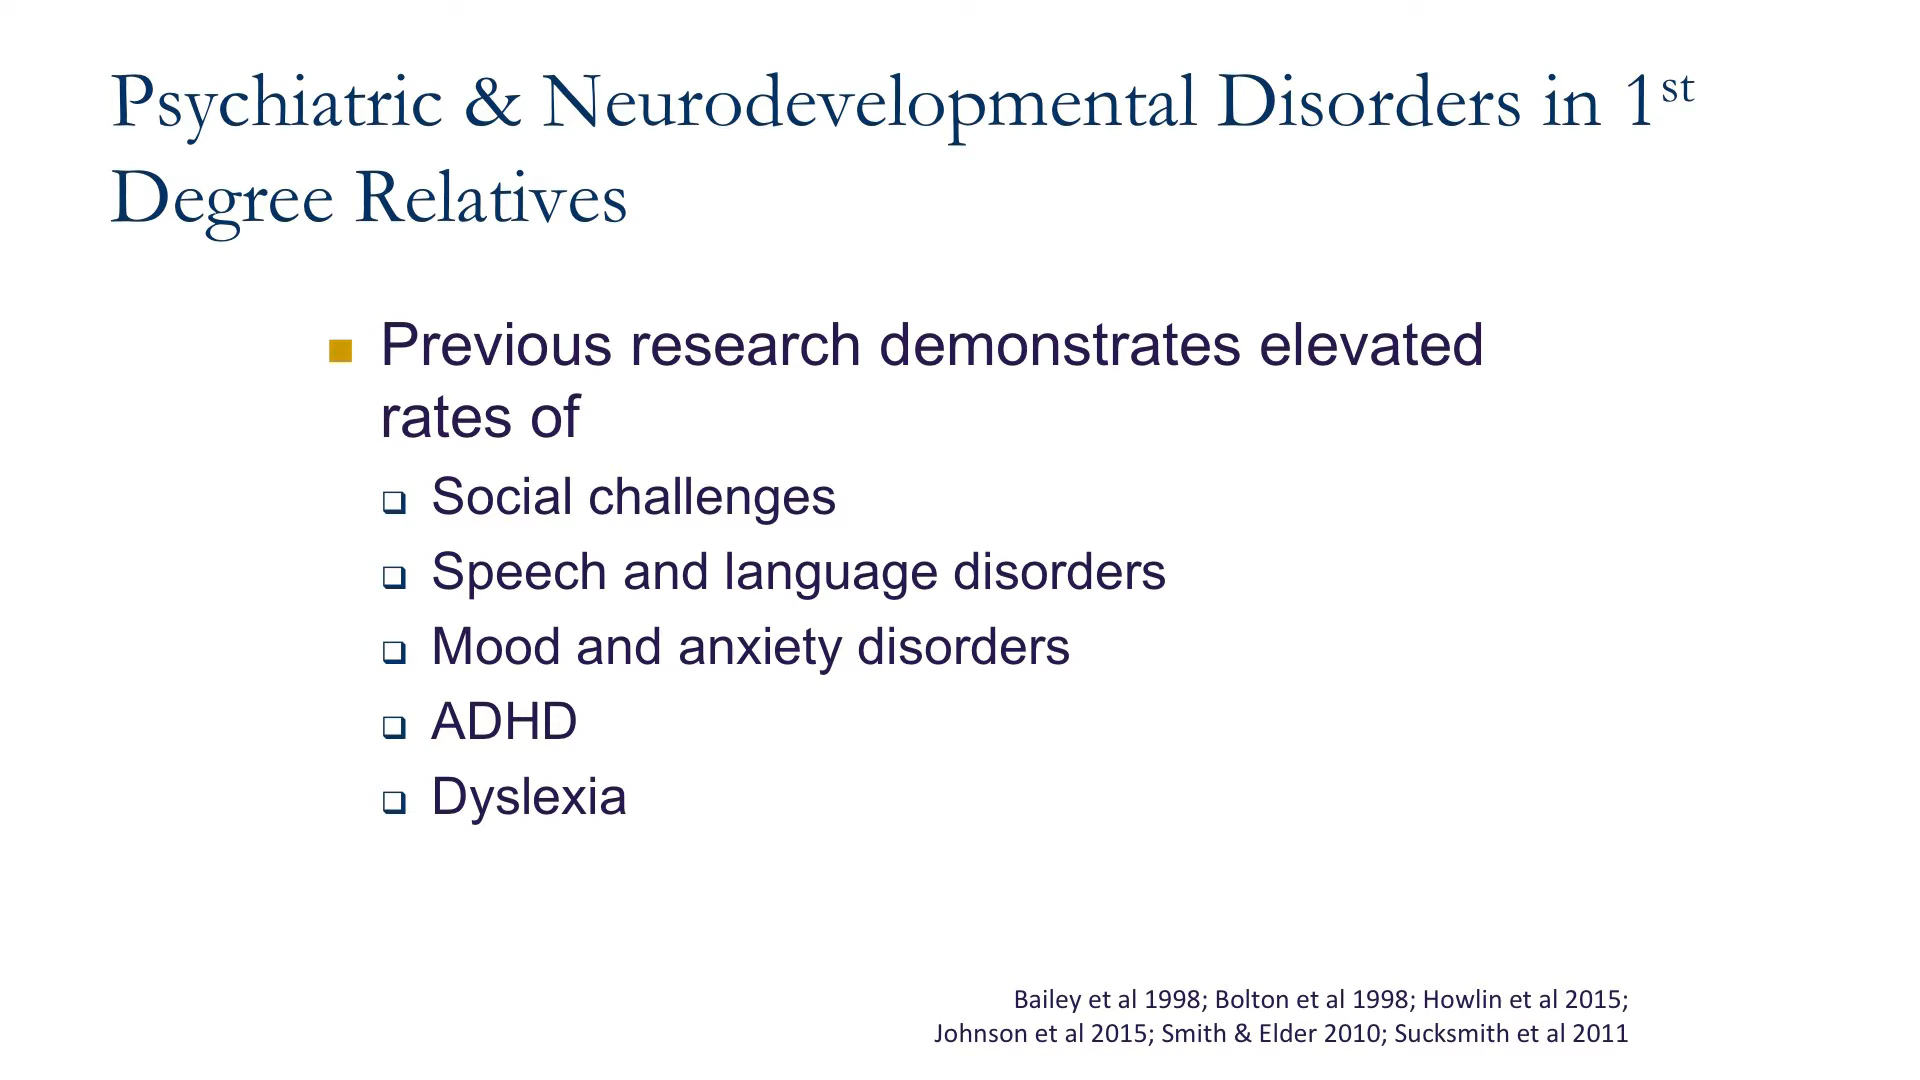 Psychiatric & Neurodevelopmental Disorders in 1st
Degree Relatives
Previous research demonstrates elevated
rates of
Social challenges
Speech and language disorders
Mood and anxiety disorders
ADHD
Dyslexia
Bailey et al 1998; Bolton et al 1998; Howlin et al 2015;
Johnson et al 2015; Smith & Elder 2010; Sucksmith et al 2011